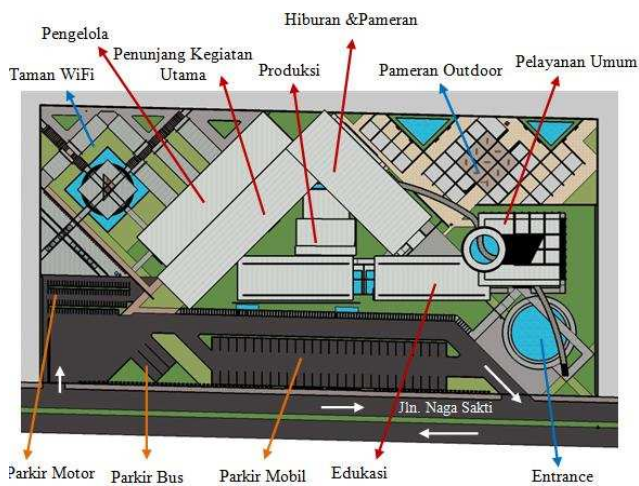 Hiburan &Pameran
Pengelola
Penunjang Kegiatan
Utama
Produksi
Pameran Outdoor
Pelayanan Umum
Taman WiFi
Jln. Naga Sakti
Parkir Motor
Parkir Bus
Parkir Mobil
Edukasi
Entrance